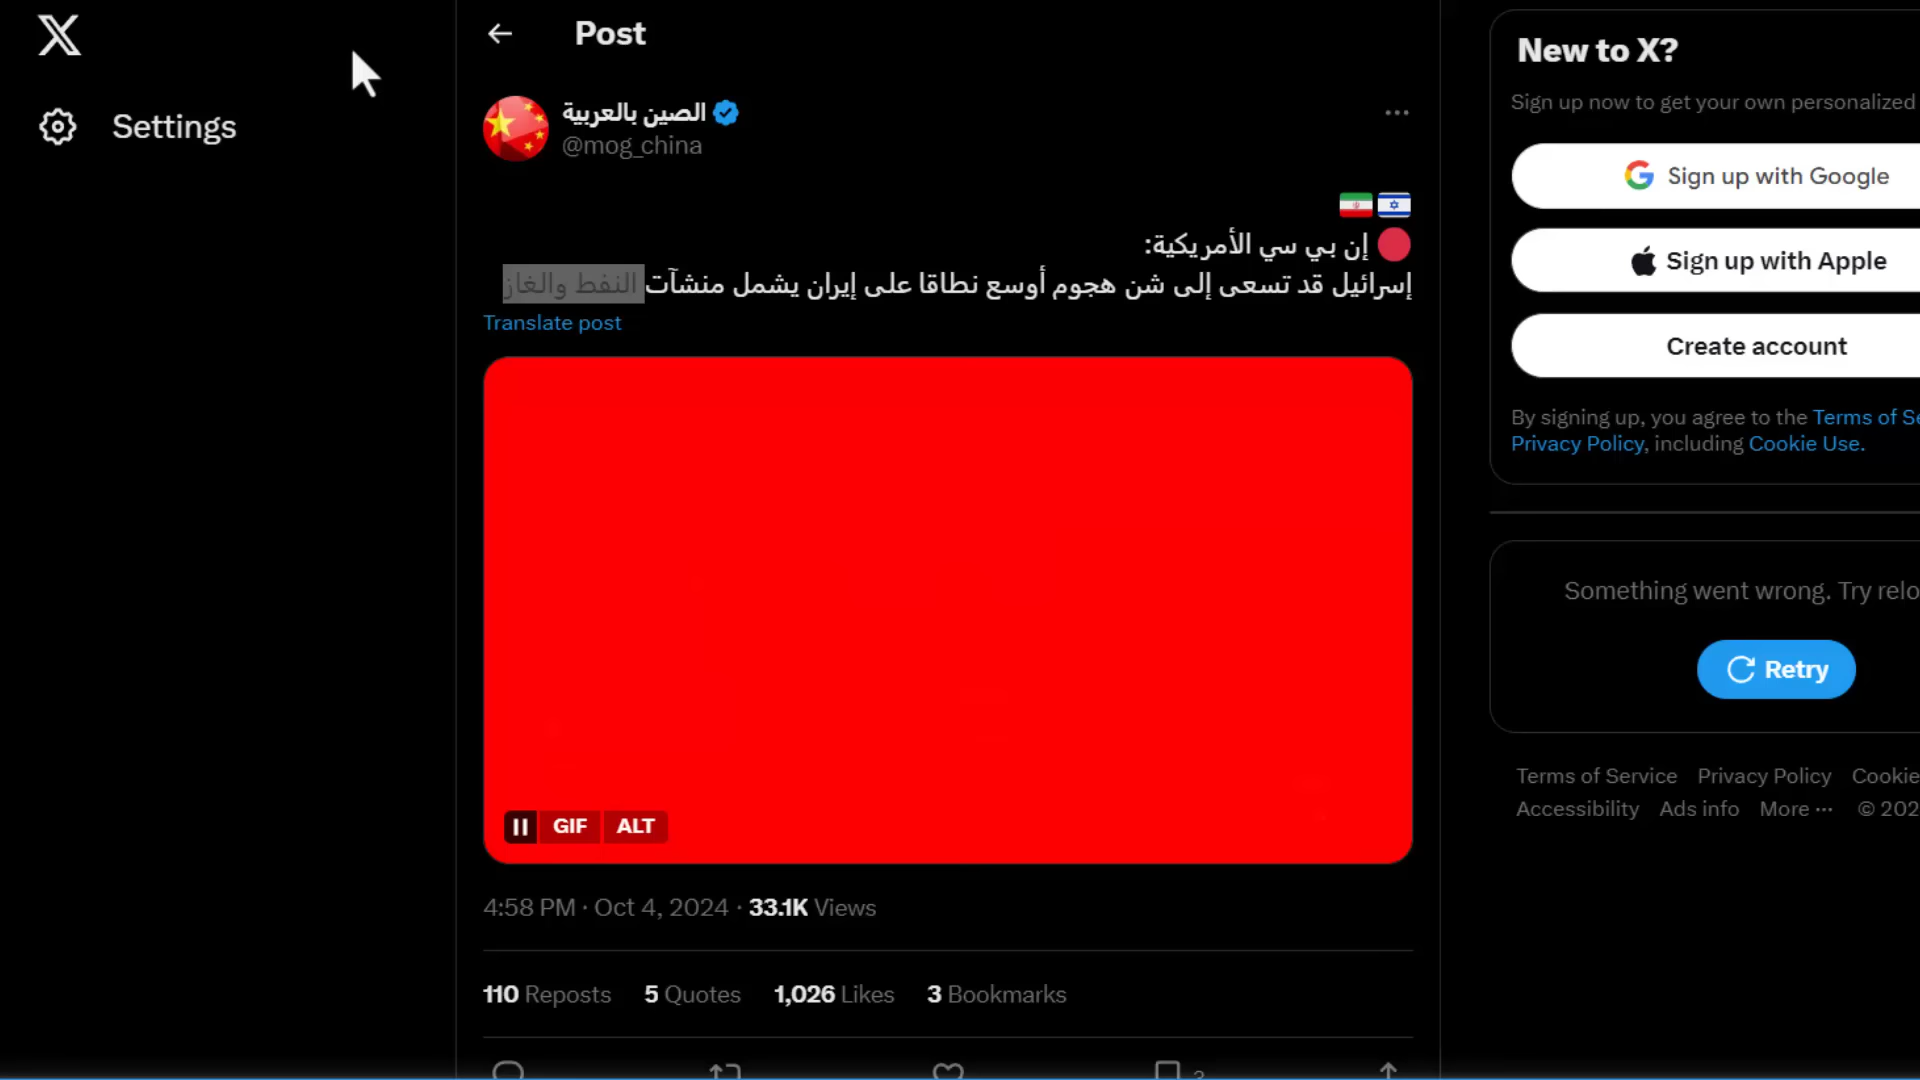 Post
Settings
الصين بالعربية
@mog_china
إن بي سي الأمريكية:
إسرائيل قد تسعى إلى شن هجوم أوسع نطاقا على إيران يشمل منشآت النفط والغاز
Translate post
GIF ALT
4:58 PM · Oct 4, 2024 · 33.1K Views
110 Reposts 5 Quotes 1,026 Likes 3 Bookmarks
New to X?
Sign up now to get your own personalized
Sign up with Google
Sign up with Apple
Create account
By signing up, you agree to the Terms of Se
Privacy Policy, including Cookie Use.
Something went wrong. Try relo
Retry
Terms of Service Privacy Policy Cookie
Accessibility Ads info More ··· © 202